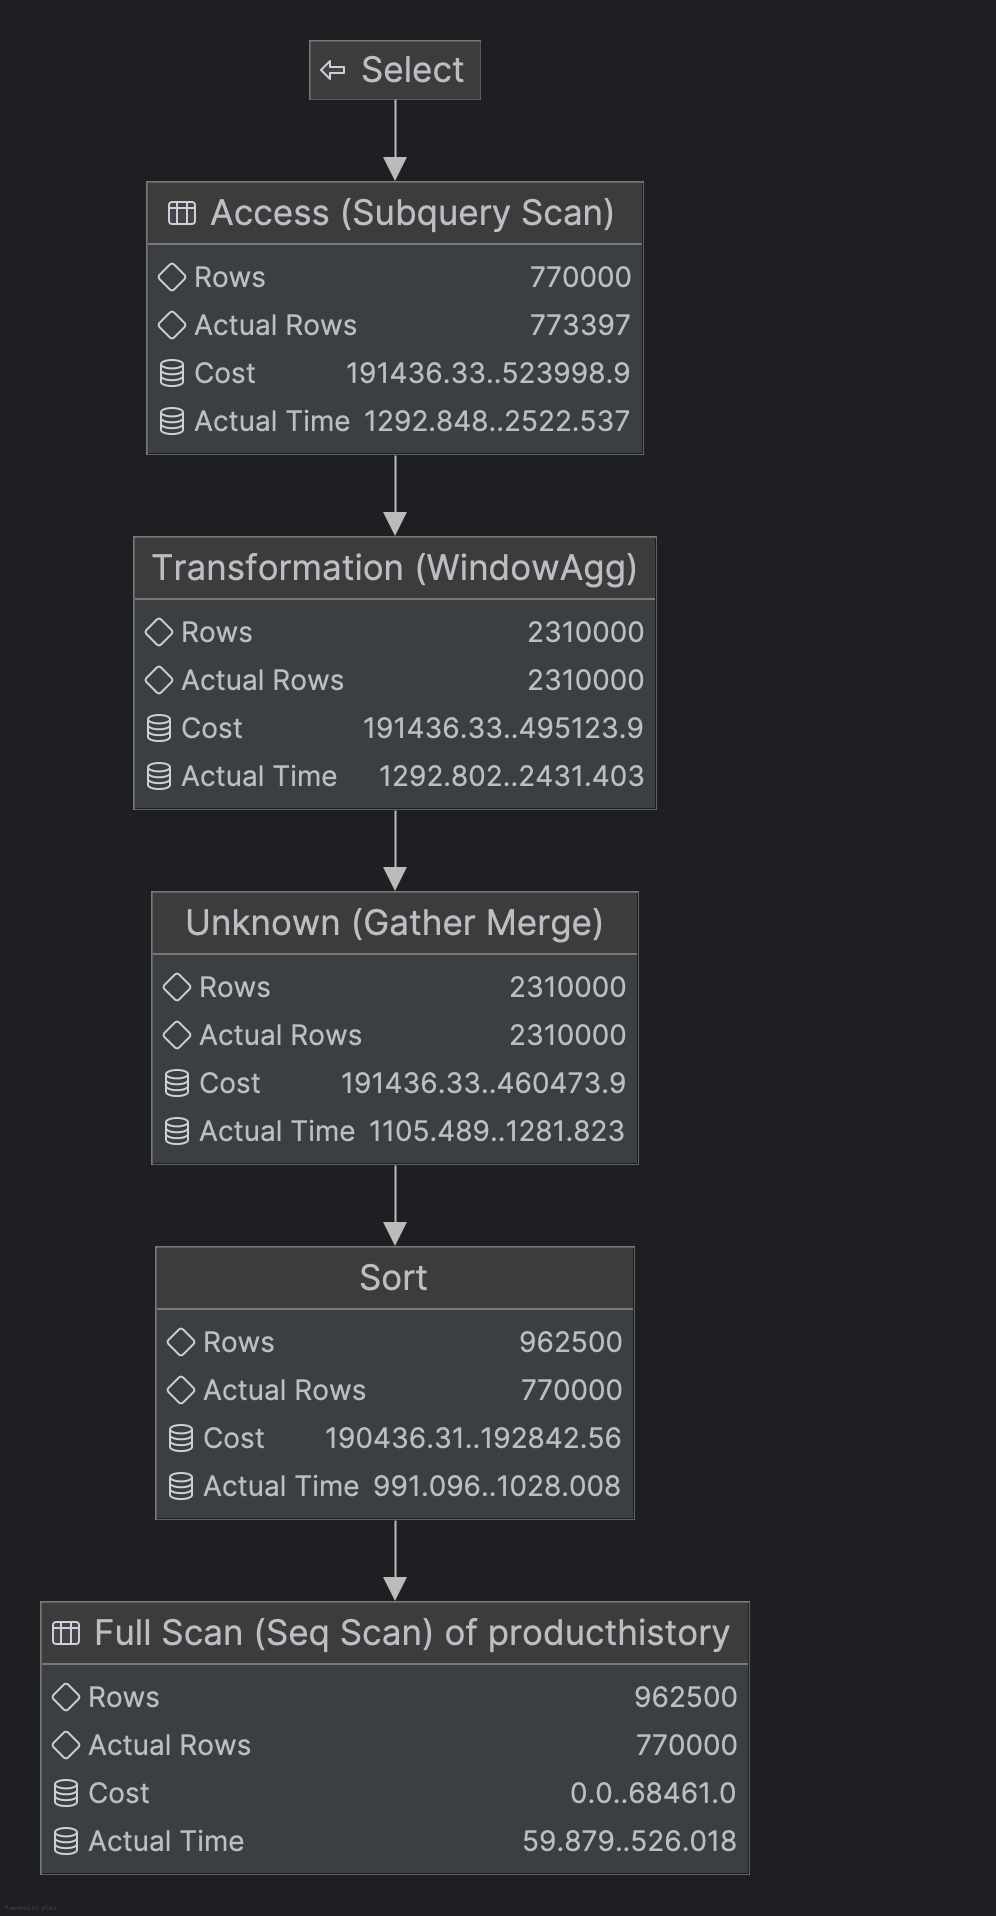 Select
Access (Subquery Scan)
Rows 770000
Actual Rows 773397
Cost 191436.33..523998.9
Actual Time 1292.848..2522.537
Transformation (WindowAgg)
Rows 2310000
Actual Rows 2310000
Cost 191436.33..495123.9
Actual Time 1292.802..2431.403
Unknown (Gather Merge)
Rows 2310000
Actual Rows 2310000
Cost 191436.33..460473.9
Actual Time 1105.489..1281.823
Sort
Rows 962500
Actual Rows 770000
Cost 190436.31..192842.56
Actual Time 991.096..1028.008
Full Scan (Seq Scan) of producthistory
Rows 962500
Actual Rows 770000
Cost 0.0..68461.0
Actual Time 59.879..526.018
Powered by yFiles